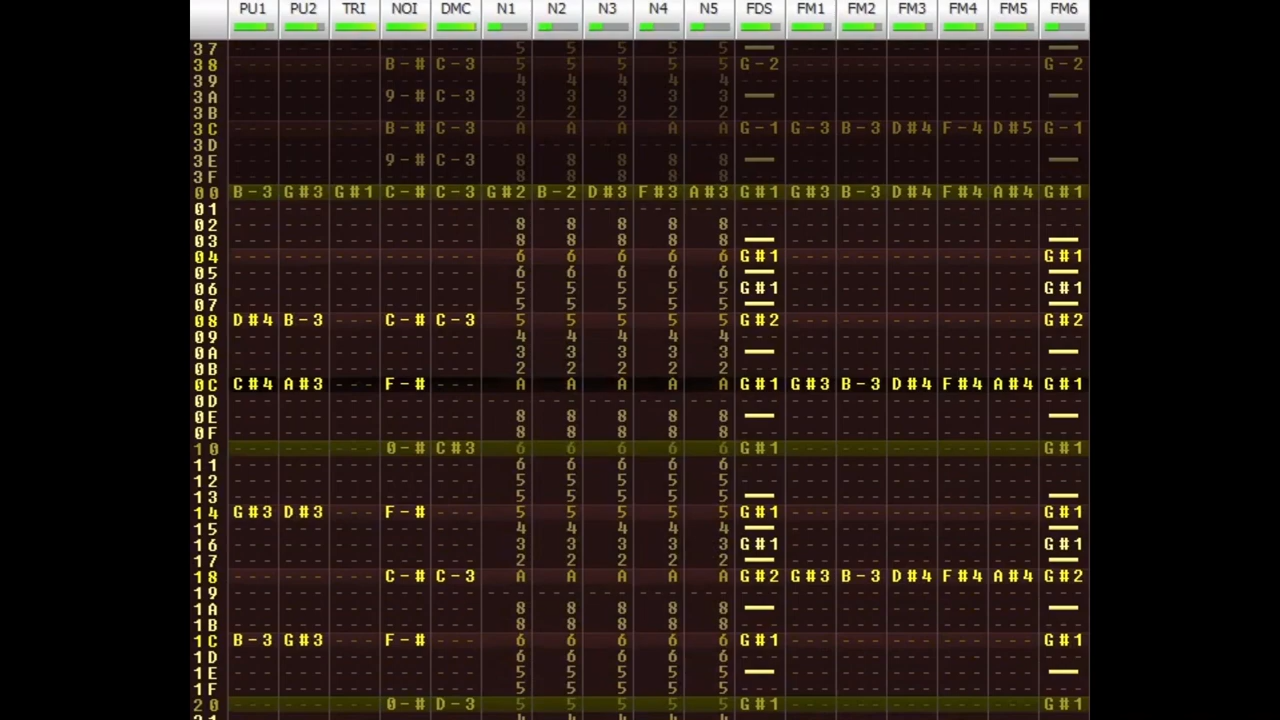 PU1 PU2 TRI NOI DMC N1 N2 N3 N4 N5 FDS FM1 FM2 FM3 FM4 FM5 FM6
37 --- --- --- 5 5 5 5 5
38 --- --- --- B-# C-3 5 5 5 5 5 G-2 --- --- --- --- --- G-2
39 --- --- --- --- --- 4 4 4 4 4 --- --- --- --- --- --- ---
3A --- --- --- 9-# C-3 3 3 3 3 3 --- --- --- --- ---
3B --- --- --- --- --- 2 2 2 2 2 --- --- --- --- --- --- ---
3C --- --- --- B-# C-3 A A A A A G-1 G-3 B-3 D#4 F-4 D#5 G-1
3D --- --- --- --- --- --- --- --- --- --- --- --- --- --- --- --- ---
3E --- --- --- 9-# C-3 8 8 8 8 8 --- --- --- --- ---
3F --- --- --- --- --- 8 8 8 8 8 --- --- --- --- --- --- ---
00 B-3 G#3 G#1 C-# C-3 G#2 B-2 D#3 F#3 A#3 G#1 G#3 B-3 D#4 F#4 A#4 G#1
01 --- --- --- --- --- --- --- --- --- --- --- --- --- --- --- --- ---
02 --- --- --- --- --- 8 8 8 8 8 --- --- --- --- --- --- ---
03 --- --- --- --- --- 8 8 8 8 8 --- --- --- --- ---
04 --- --- --- --- --- 6 6 6 6 6 G#1 --- --- --- --- --- G#1
05 --- --- --- --- --- 6 6 6 6 6 --- --- --- --- ---
06 --- --- --- --- --- 5 5 5 5 5 G#1 --- --- --- --- --- G#1
07 --- --- --- --- --- 5 5 5 5 5 --- --- --- --- ---
08 D#4 B-3 --- C-# C-3 5 5 5 5 5 G#2 --- --- --- --- --- G#2
09 --- --- --- --- --- 4 4 4 4 4 --- --- --- --- --- --- ---
0A --- --- --- --- --- 3 3 3 3 3 --- --- --- --- ---
0B --- --- --- --- --- 2 2 2 2 2 --- --- --- --- --- --- ---
0C C#4 A#3 --- F-# --- A A A A A G#1 G#3 B-3 D#4 F#4 A#4 G#1
0D --- --- --- --- --- --- --- --- --- --- --- --- --- --- --- --- ---
0E --- --- --- --- --- 8 8 8 8 8 --- --- --- --- ---
0F --- --- --- --- --- 8 8 8 8 8 --- --- --- --- --- --- ---
10 --- --- --- 0-# C#3 6 6 6 6 6 G#1 --- --- --- --- --- G#1
11 --- --- --- --- --- 6 6 6 6 6 --- --- --- --- --- --- ---
12 --- --- --- --- --- 5 5 5 5 5 --- --- --- --- --- --- ---
13 --- --- --- --- --- 5 5 5 5 5 --- --- --- --- ---
14 G#3 D#3 --- F-# --- 5 5 5 5 5 G#1 --- --- --- --- --- G#1
15 --- --- --- --- --- 4 4 4 4 4 --- --- --- --- ---
16 --- --- --- --- --- 3 3 3 3 3 G#1 --- --- --- --- --- G#1
17 --- --- --- --- --- 2 2 2 2 2 --- --- --- --- ---
18 --- --- --- C-# C-3 A A A A A G#2 G#3 B-3 D#4 F#4 A#4 G#2
19 --- --- --- --- --- --- --- --- --- --- --- --- --- --- --- --- ---
1A --- --- --- --- --- 8 8 8 8 8 --- --- --- --- ---
1B --- --- --- --- --- 8 8 8 8 8 --- --- --- --- --- --- ---
1C B-3 G#3 --- F-# --- 6 6 6 6 6 G#1 --- --- --- --- --- G#1
1D --- --- --- --- --- 6 6 6 6 6 --- --- --- --- --- --- ---
1E --- --- --- --- --- 5 5 5 5 5 --- --- --- --- ---
1F --- --- --- --- --- 5 5 5 5 5 --- --- --- --- --- --- ---
20 --- --- --- 0-# D-3 5 5 5 5 5 G#1 --- --- --- --- --- G#1